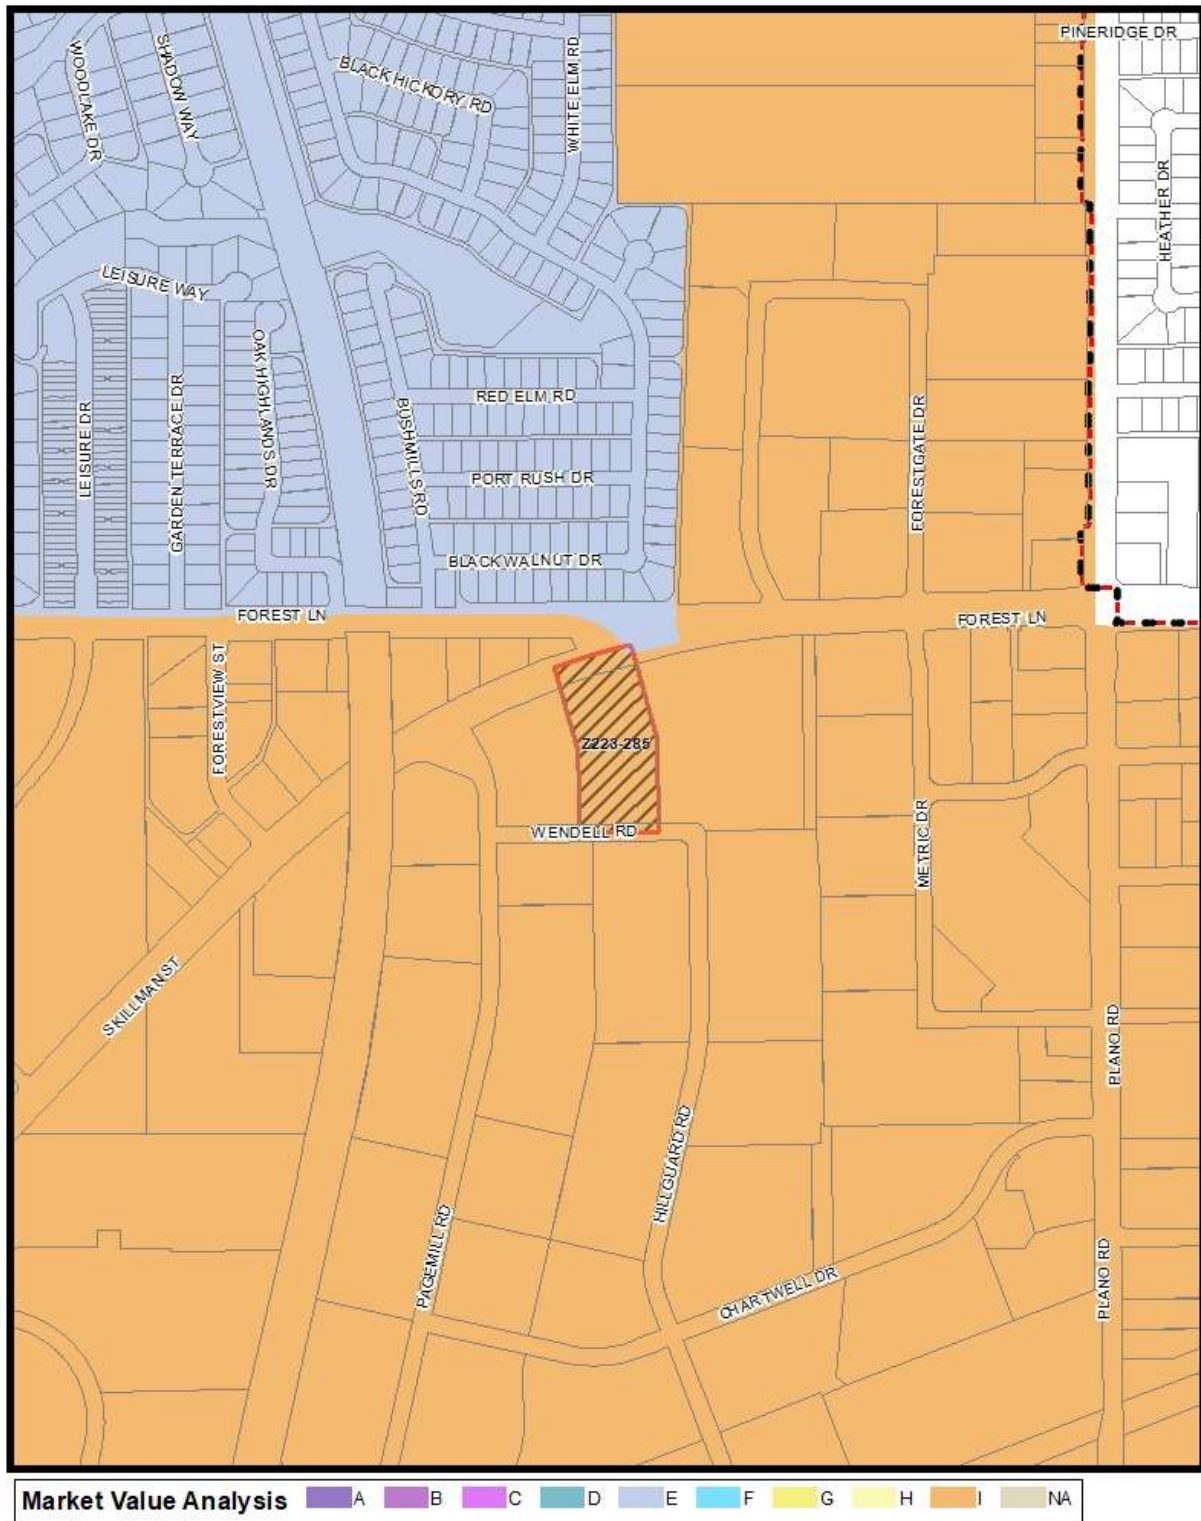 PINERIDGE DR
WOODLAKE DR
SHADOW WAY
BLACK HICKORY RD
WHITE ELM RD
HEATHER DR
LEISURE WAY
OAK HIGHLANDS DR
RED ELM RD
LEISURE DR
GARDEN TERRACE DR
BUSHMILLS RD
PORT RUSH DR
FORESTGATE DR
BLACK WALNUT DR
FOREST LN
FOREST LN
FORESTVIEW ST
Z223-285
WENDELL RD
METRIC DR
SKILLMAN ST
PLANO RD
HILLGUARD RD
PAGEMILL RD
CHARTWELL DR
PLANO RD
Market Value Analysis A B C D E F G H I NA